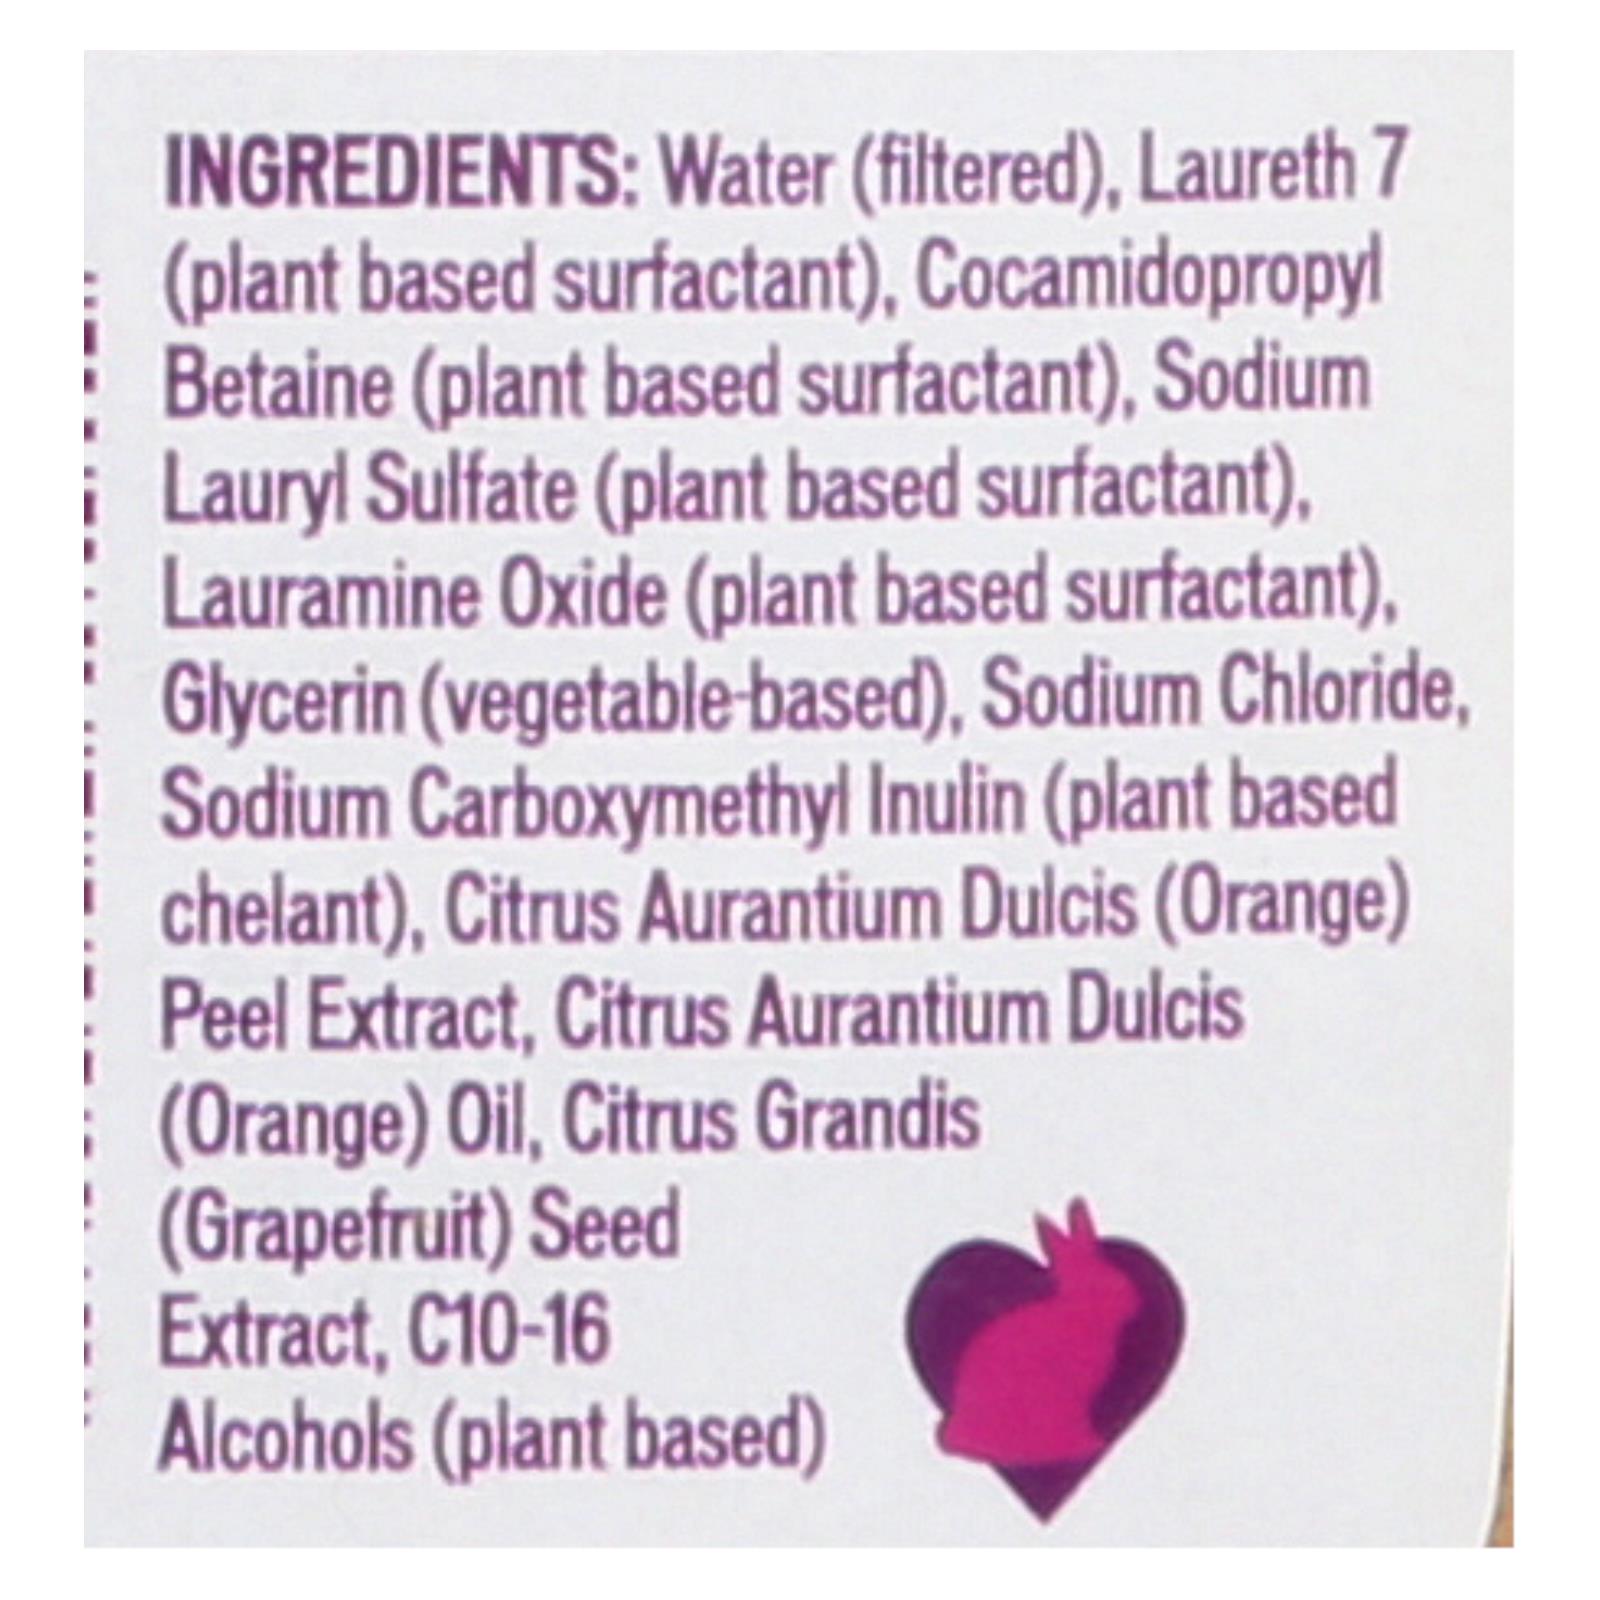 INGREDIENTS: Water (filtered), Laureth 7
(plant based surfactant), Cocamidopropyl
Betaine (plant based surfactant), Sodium
Lauryl Sulfate (plant based surfactant),
Lauramine Oxide (plant based surfactant),
Glycerin (vegetable-based), Sodium Chloride,
Sodium Carboxymethyl Inulin (plant based
chelant), Citrus Aurantium Dulcis (Orange)
Peel Extract, Citrus Aurantium Dulcis
(Orange) Oil, Citrus Grandis
(Grapefruit) Seed
Extract, C10-16
Alcohols (plant based)